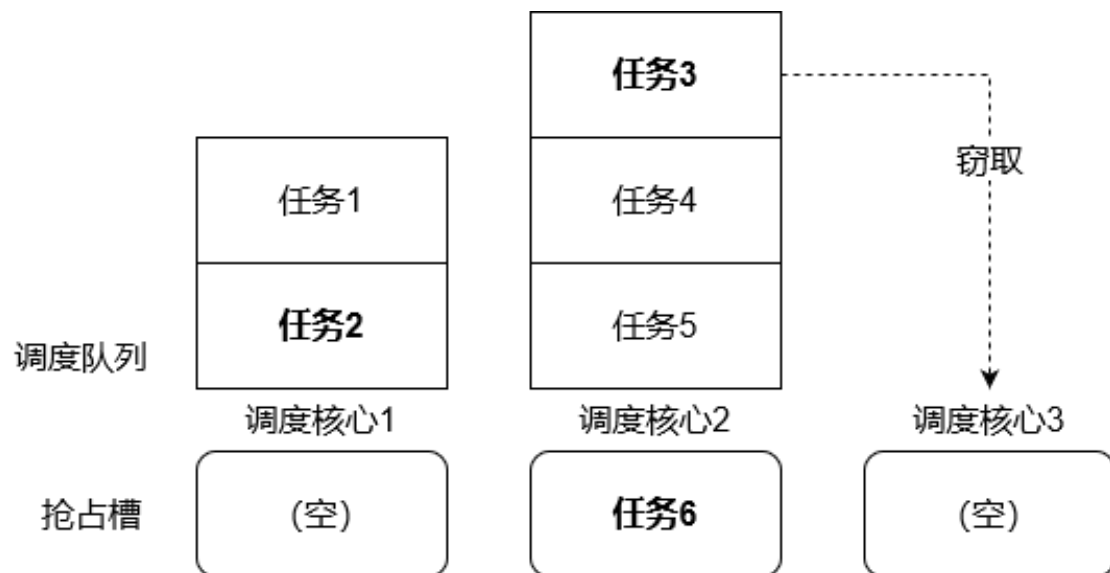 任务3
窃取
任务1
任务4
任务2
任务5
调度队列
调度核心1
调度核心2
调度核心3
抢占槽
(空)
任务6
(空)